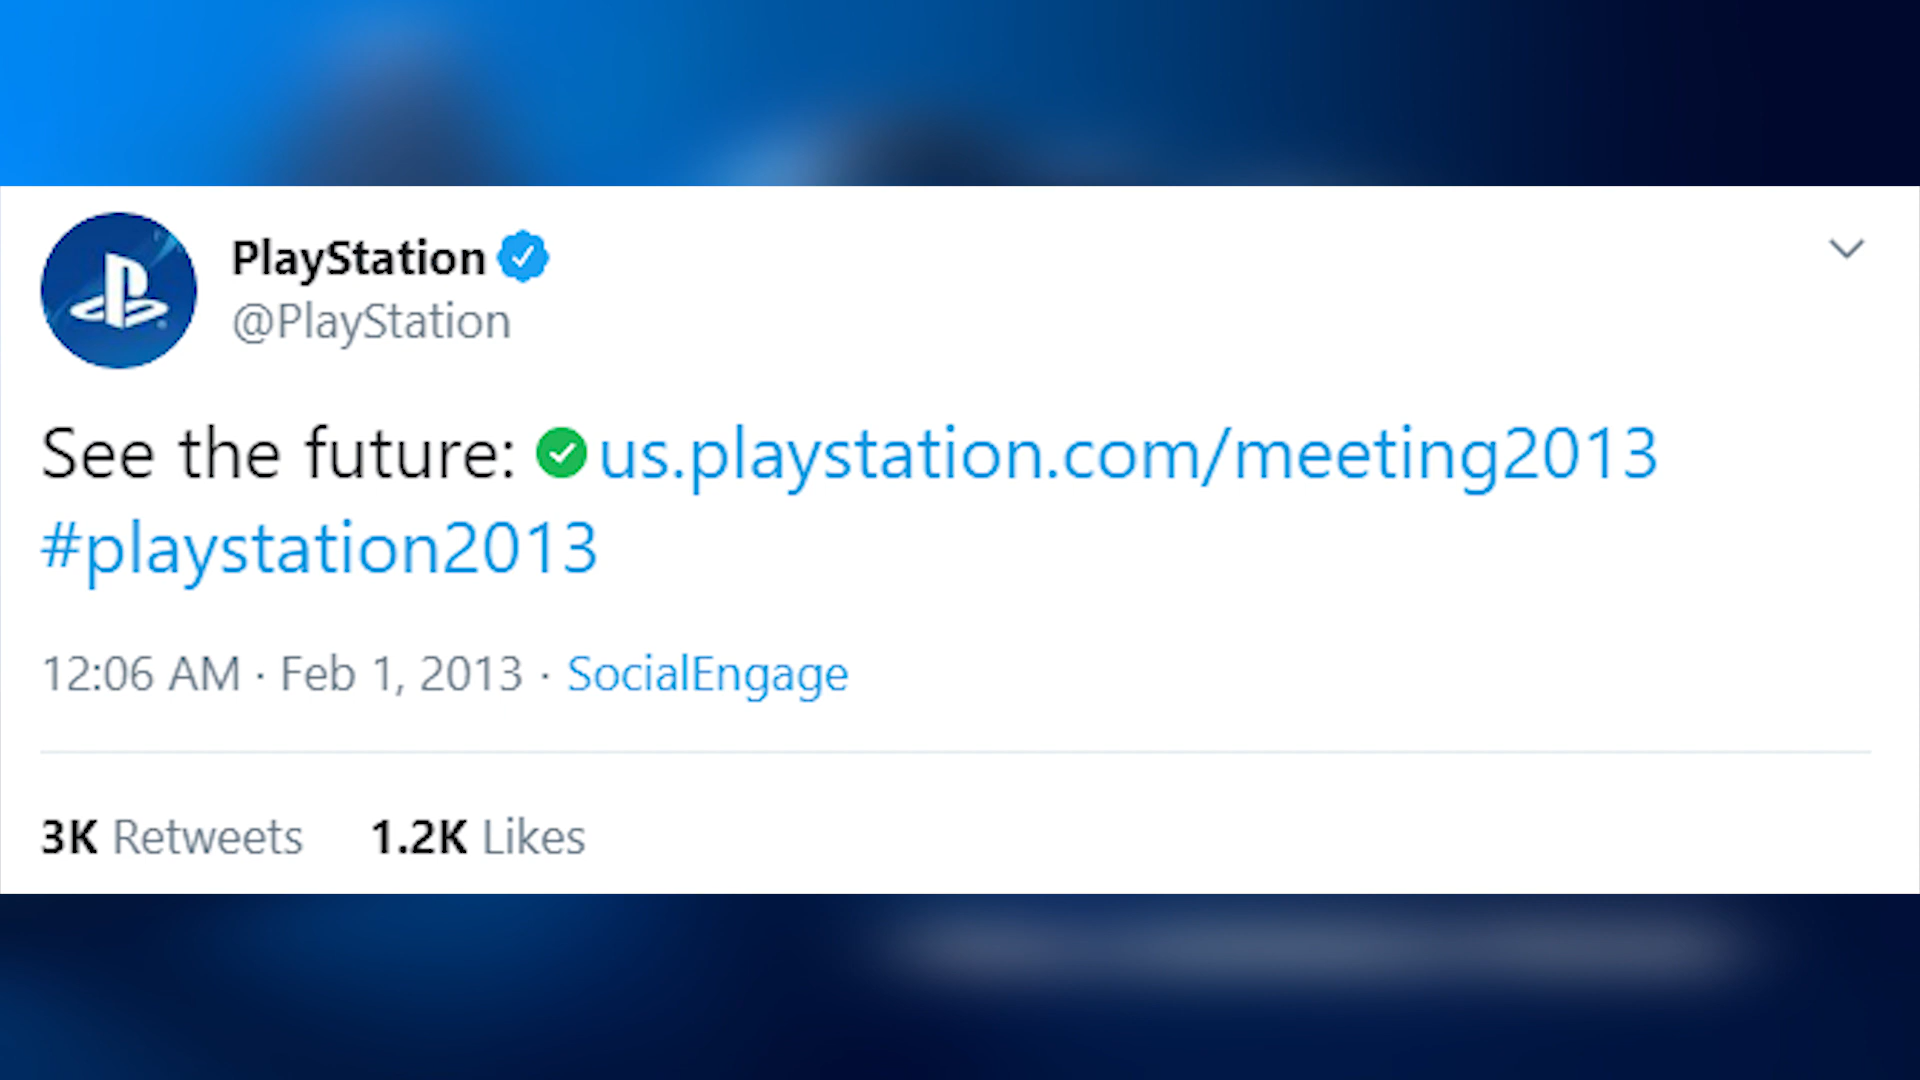 PlayStation
@PlayStation
See the future: us.playstation.com/meeting2013
#playstation2013
12:06 AM · Feb 1, 2013 · SocialEngage
3K Retweets 1.2K Likes